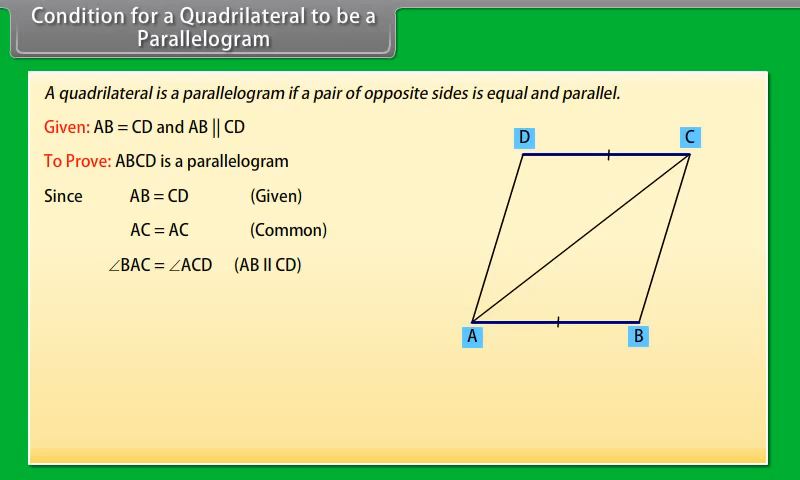 Condition for a Quadrilateral to be a
Parallelogram
A quadrilateral is a parallelogram if a pair of opposite sides is equal and parallel.
Given: AB = CD and AB || CD
To Prove: ABCD is a parallelogram
Since AB = CD (Given)
AC = AC (Common)
∠BAC = ∠ACD (AB II CD)
D C
A B